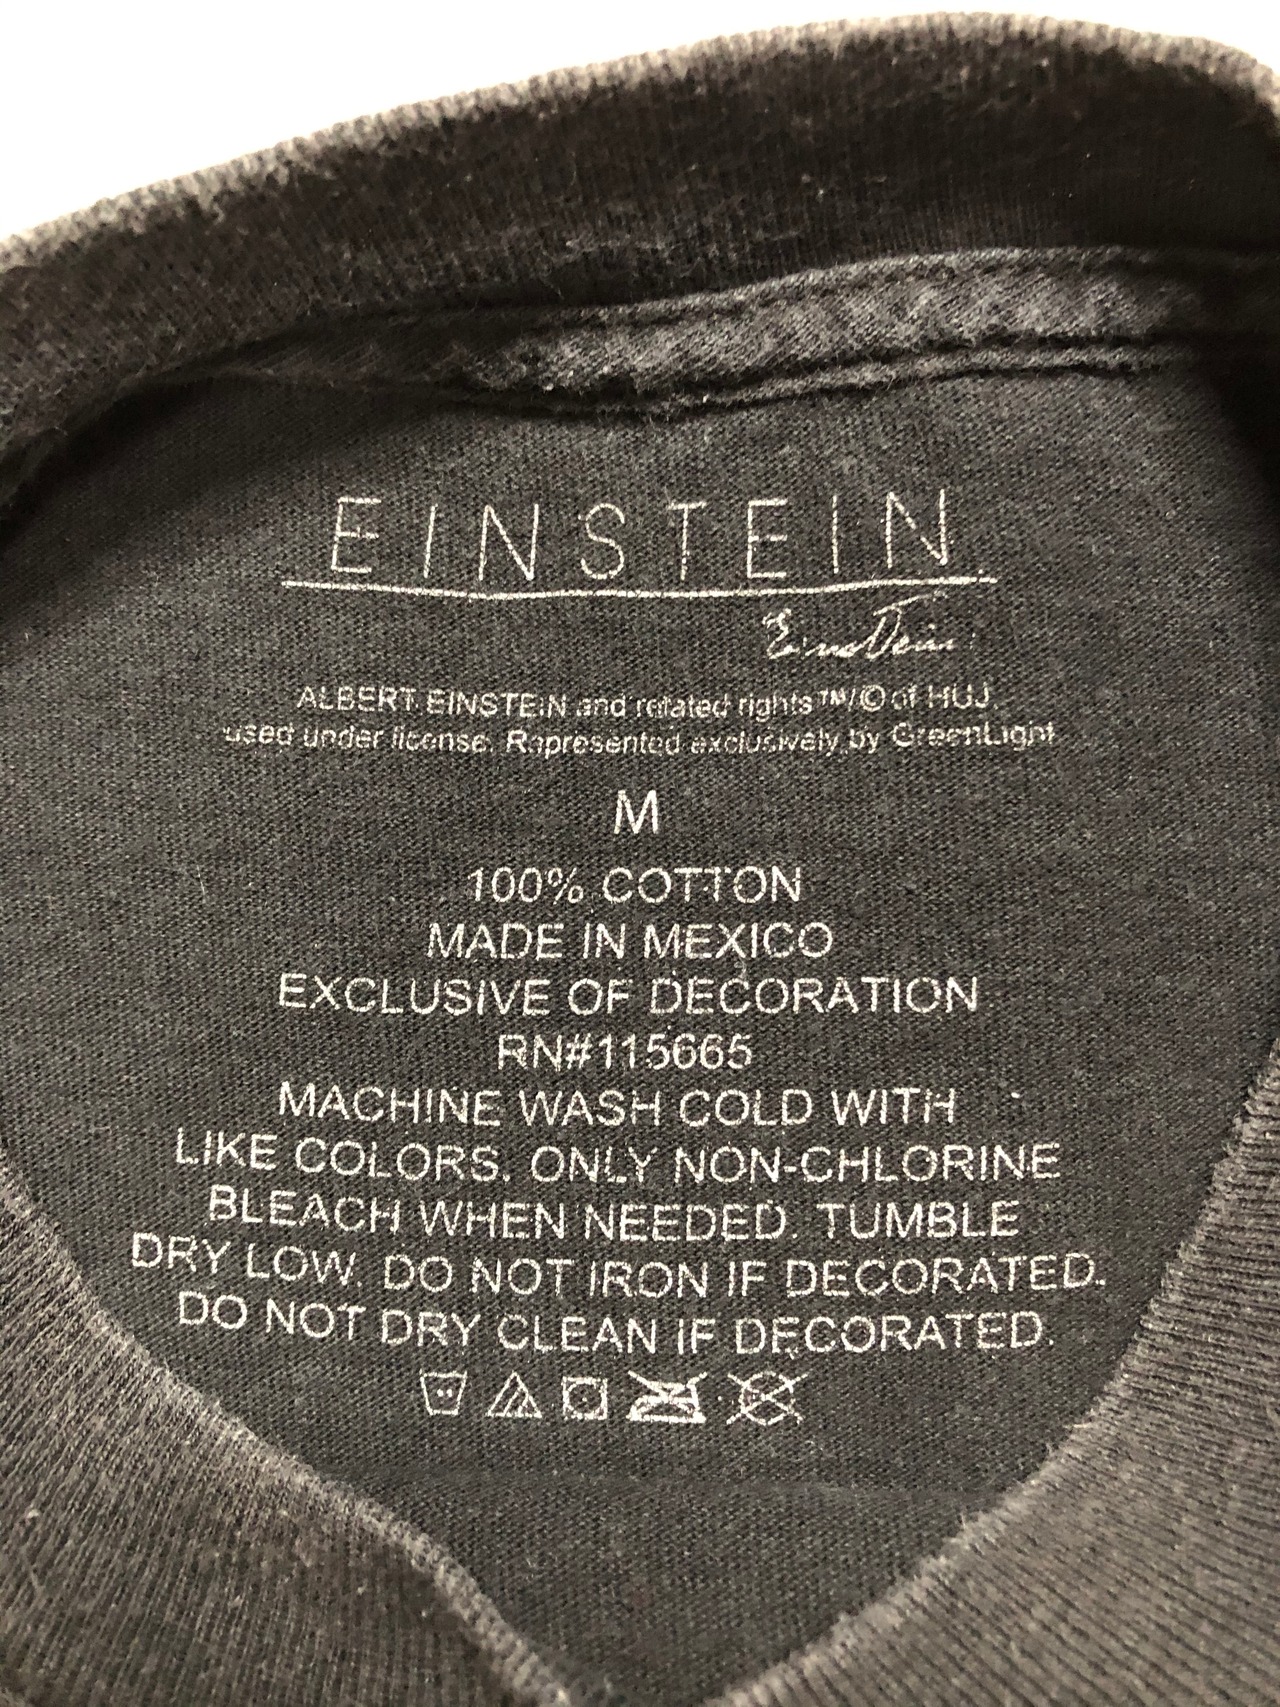 EINSTEIN
Einstein
ALBERT EINSTEIN and related rights™/© of HUJ,
used under license. Represented exclusively by GreenLight
M
100% COTTON
MADE IN MEXICO
EXCLUSIVE OF DECORATION
RN#115665
MACHINE WASH COLD WITH
LIKE COLORS. ONLY NON-CHLORINE
BLEACH WHEN NEEDED. TUMBLE
DRY LOW. DO NOT IRON IF DECORATED.
DO NOT DRY CLEAN IF DECORATED.